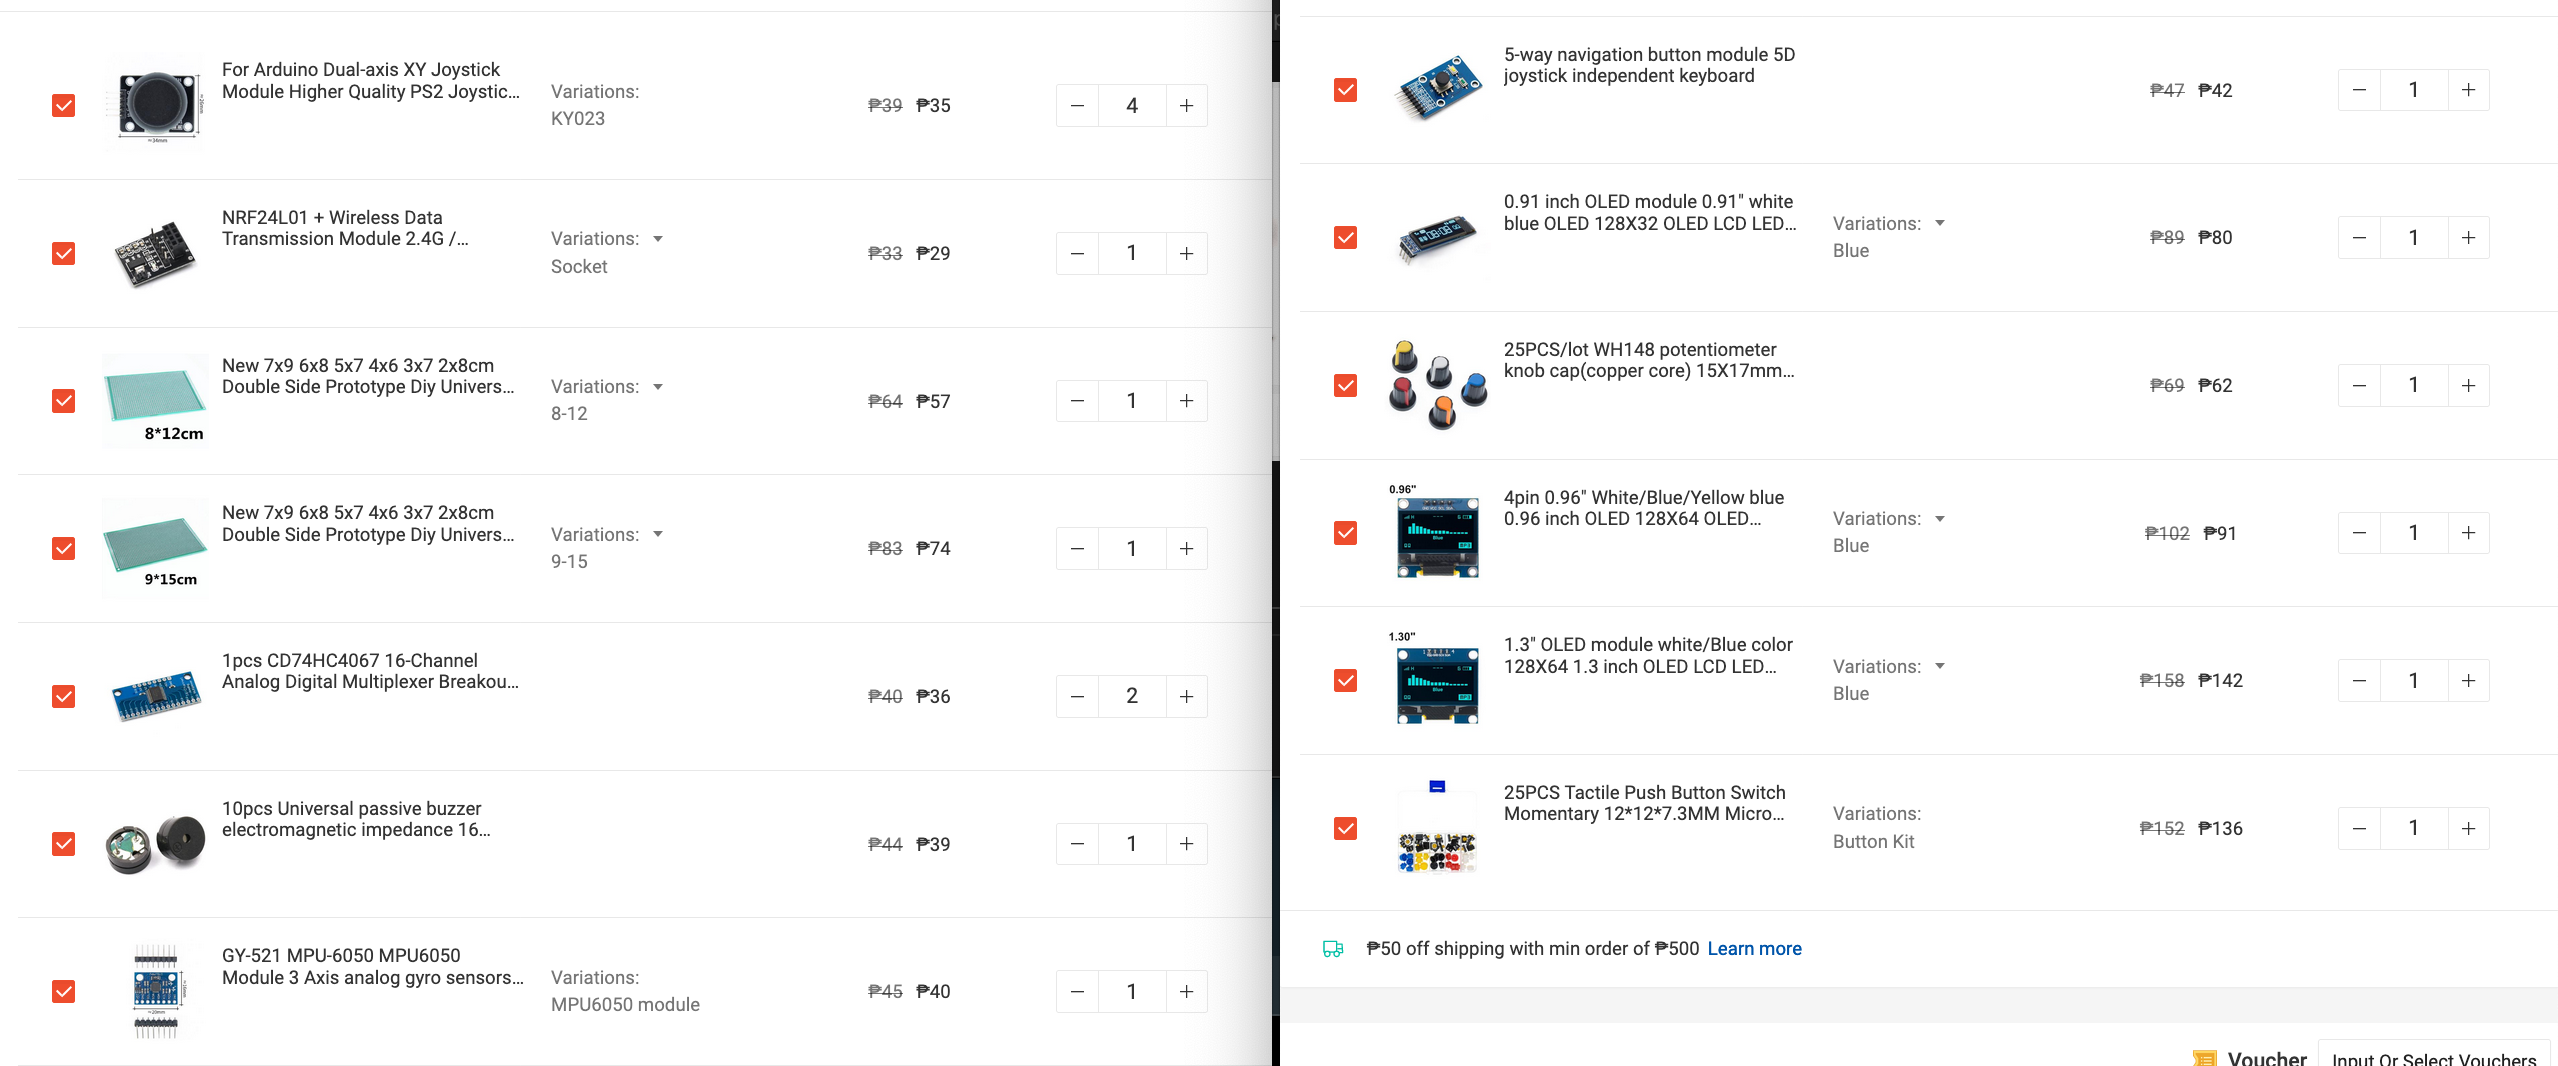 For Arduino Dual-axis XY Joystick
Module Higher Quality PS2 Joystic...
Variations:
KY023
₱39 ₱35
4
NRF24L01 + Wireless Data
Transmission Module 2.4G /...
Variations:
Socket
₱33 ₱29
1
New 7x9 6x8 5x7 4x6 3x7 2x8cm
Double Side Prototype Diy Univers...
8*12cm
Variations:
8-12
₱64 ₱57
1
New 7x9 6x8 5x7 4x6 3x7 2x8cm
Double Side Prototype Diy Univers...
9*15cm
Variations:
9-15
₱83 ₱74
1
1pcs CD74HC4067 16-Channel
Analog Digital Multiplexer Breakou...
₱40 ₱36
2
10pcs Universal passive buzzer
electromagnetic impedance 16...
₱44 ₱39
1
GY-521 MPU-6050 MPU6050
Module 3 Axis analog gyro sensors...
Variations:
MPU6050 module
₱45 ₱40
1
5-way navigation button module 5D
joystick independent keyboard
₱47 ₱42
1
0.91 inch OLED module 0.91" white
blue OLED 128X32 OLED LCD LED...
Variations:
Blue
₱89 ₱80
1
25PCS/lot WH148 potentiometer
knob cap(copper core) 15X17mm...
₱69 ₱62
1
0.96"
4pin 0.96" White/Blue/Yellow blue
0.96 inch OLED 128X64 OLED...
Variations:
Blue
₱102 ₱91
1
1.30"
1.3" OLED module white/Blue color
128X64 1.3 inch OLED LCD LED...
Variations:
Blue
₱158 ₱142
1
25PCS Tactile Push Button Switch
Momentary 12*12*7.3MM Micro...
Variations:
Button Kit
₱152 ₱136
1
₱50 off shipping with min order of ₱500 Learn more
Voucher Input Or Select Vouchers